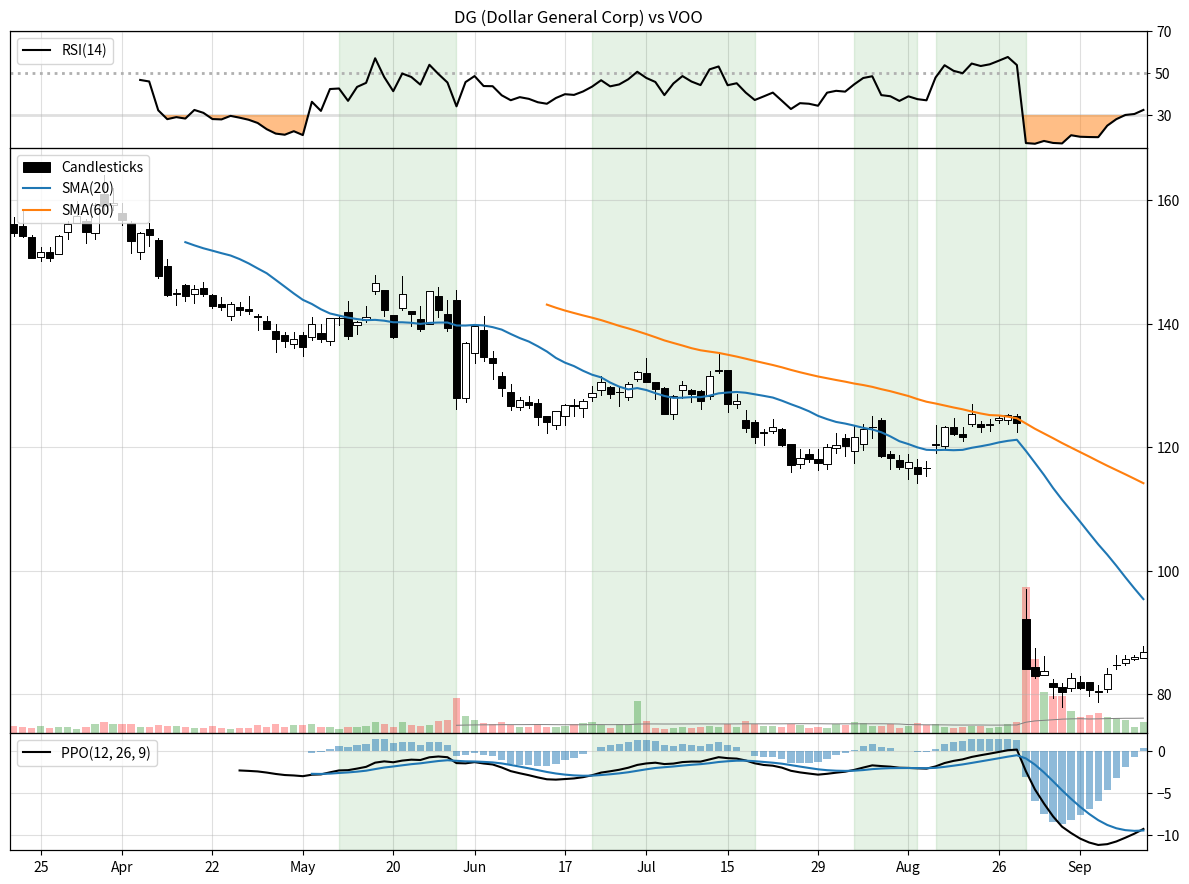 DG (Dollar General Corp) vs VOO
RSI(14)
70
50
30
Candlesticks
SMA(20)
SMA(60)
160
140
120
100
80
PPO(12, 26, 9)
0
−5
−10
25 Apr 22 May 20 Jun 17 Jul 15 29 Aug 26 Sep